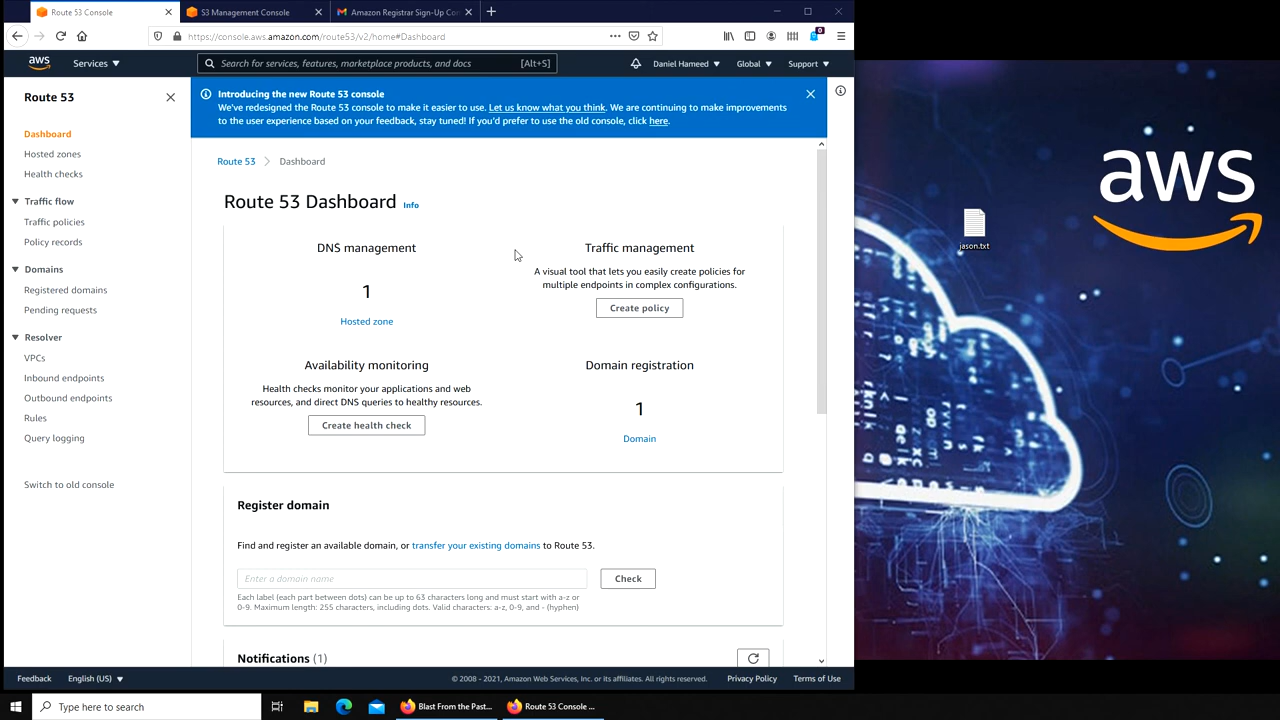 Route 53 Console
S3 Management Console
Amazon Registrar Sign-Up Con
https://console.aws.amazon.com/route53/v2/home#Dashboard
0
aws
Services
Search for services, features, marketplace products, and docs
[Alt+S]
Daniel Hameed
Global
Support
Route 53
Dashboard
Hosted zones
Health checks
Traffic flow
Traffic policies
Policy records
Domains
Registered domains
Pending requests
Resolver
VPCs
Inbound endpoints
Outbound endpoints
Rules
Query logging
Switch to old console
Introducing the new Route 53 console
We've redesigned the Route 53 console to make it easier to use. Let us know what you think. We are continuing to make improvements
to the user experience based on your feedback, stay tuned! If you'd prefer to use the old console, click here.
Route 53 > Dashboard
Route 53 Dashboard Info
DNS management
1
Hosted zone
Traffic management
A visual tool that lets you easily create policies for
multiple endpoints in complex configurations.
Create policy
Availability monitoring
Health checks monitor your applications and web
resources, and direct DNS queries to healthy resources.
Create health check
Domain registration
1
Domain
Register domain
Find and register an available domain, or transfer your existing domains to Route 53.
Enter a domain name
Check
Each label (each part between dots) can be up to 63 characters long and must start with a-z or
0-9. Maximum length: 255 characters, including dots. Valid characters: a-z, 0-9, and - (hyphen)
Notifications (1)
Feedback
English (US)
© 2008 - 2021, Amazon Web Services, Inc. or its affiliates. All rights reserved.
Privacy Policy
Terms of Use
aws
jason.txt
Type here to search
Blast From the Past...
Route 53 Console ...